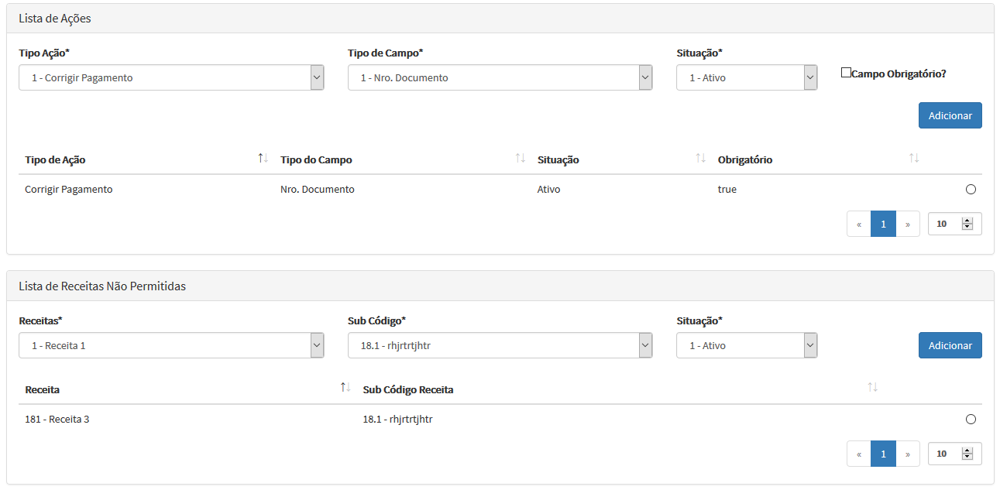 Lista de Ações
Tipo Ação* Tipo de Campo* Situação*
1 - Corrigir Pagamento 1 - Nro. Documento 1 - Ativo Campo Obrigatório?
Adicionar
Tipo de Ação Tipo do Campo Situação Obrigatório
Corrigir Pagamento Nro. Documento Ativo true
« 1 » 10
Lista de Receitas Não Permitidas
Receitas* Sub Código* Situação*
1 - Receita 1 18.1 - rhjrtrtjhtr 1 - Ativo Adicionar
Receita Sub Código Receita
181 - Receita 3 18.1 - rhjrtrtjhtr
« 1 » 10